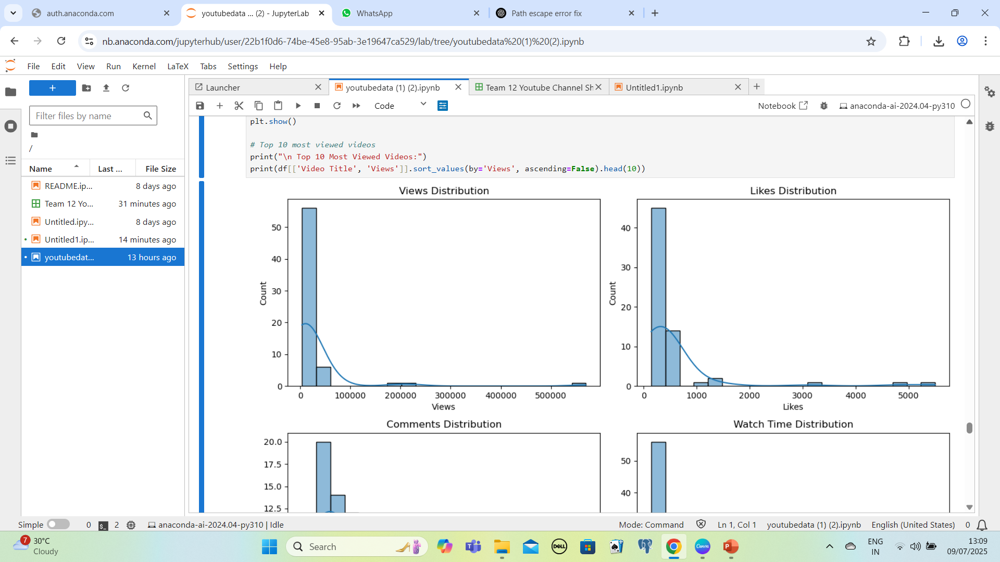 auth.anaconda.com
youtubedata ... (2) - JupyterLab
WhatsApp
Path escape error fix
nb.anaconda.com/jupyterhub/user/22b1f0d6-74be-45e8-95ab-3e19647ca529/lab/tree/youtubedata%20(1)%20(2).ipynb
File Edit View Run Kernel LaTeX Tabs Settings Help
Launcher
youtubedata (1) (2).ipynb
Team 12 Youtube Channel Sh
Untitled1.ipynb
Code
Notebook
anaconda-ai-2024.04-py310
Filter files by name
/
Name Last ... File Size
README.ip... 8 days ago
Team 12 Yo... 31 minutes ago
Untitled.ipy... 8 days ago
Untitled1.ip... 14 minutes ago
youtubedat... 13 hours ago
plt.show()
# Top 10 most viewed videos
print("\n Top 10 Most Viewed Videos:")
print(df[['Video Title', 'Views']].sort_values(by='Views', ascending=False).head(10))
Views Distribution
Count
50
40
30
20
10
0
0 100000 200000 300000 400000 500000
Views
Likes Distribution
Count
40
30
20
10
0
0 1000 2000 3000 4000 5000
Likes
Comments Distribution
20.0
17.5
15.0
12.5
Watch Time Distribution
50
40
Simple 0 $_ 2 anaconda-ai-2024.04-py310 | Idle
Mode: Command Ln 1, Col 1 youtubedata (1) (2).ipynb English (United States) 0
7
30°C
Cloudy
Search
DELL
Canva
P
ENG
IN
13:09
09/07/2025